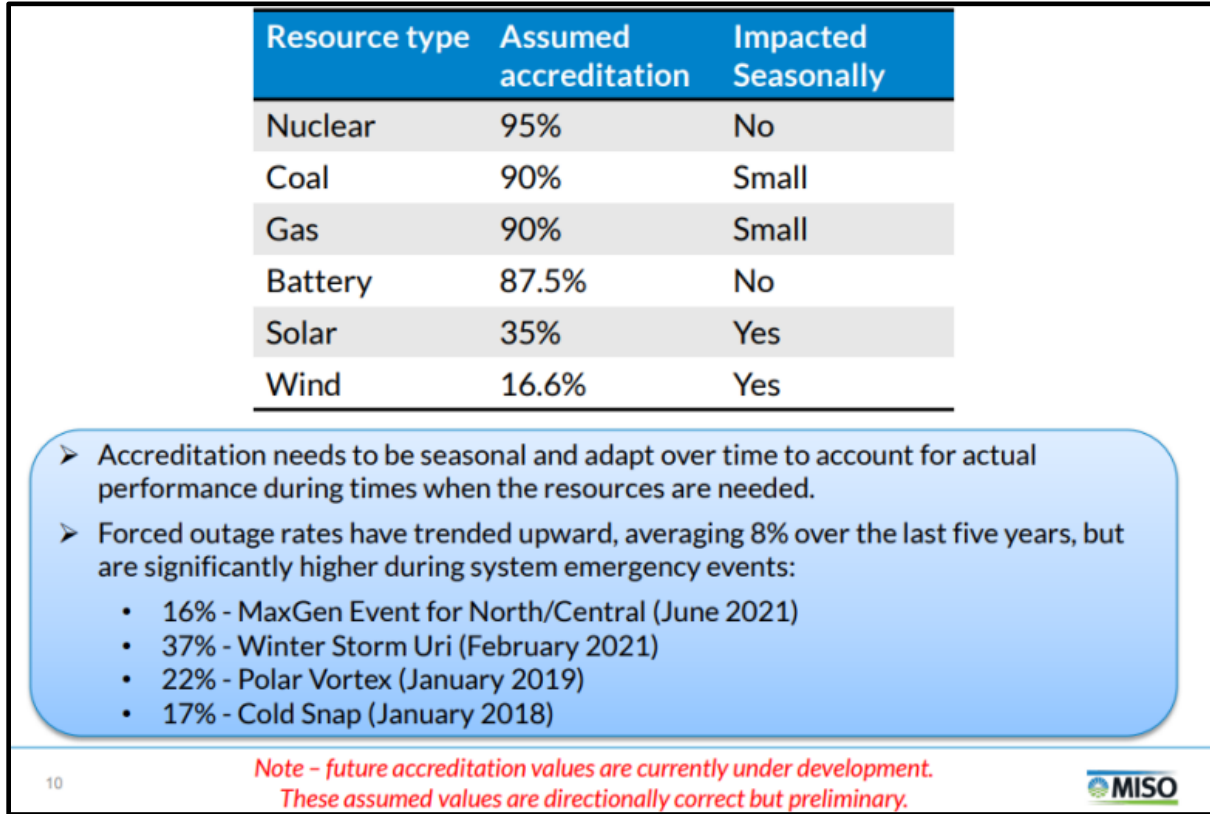 Resource type Assumed accreditation Impacted Seasonally
Nuclear 95% No
Coal 90% Small
Gas 90% Small
Battery 87.5% No
Solar 35% Yes
Wind 16.6% Yes
➢ Accreditation needs to be seasonal and adapt over time to account for actual
performance during times when the resources are needed.
➢ Forced outage rates have trended upward, averaging 8% over the last five years, but
are significantly higher during system emergency events:
• 16% - MaxGen Event for North/Central (June 2021)
• 37% - Winter Storm Uri (February 2021)
• 22% - Polar Vortex (January 2019)
• 17% - Cold Snap (January 2018)
10
Note – future accreditation values are currently under development.
These assumed values are directionally correct but preliminary.
MISO